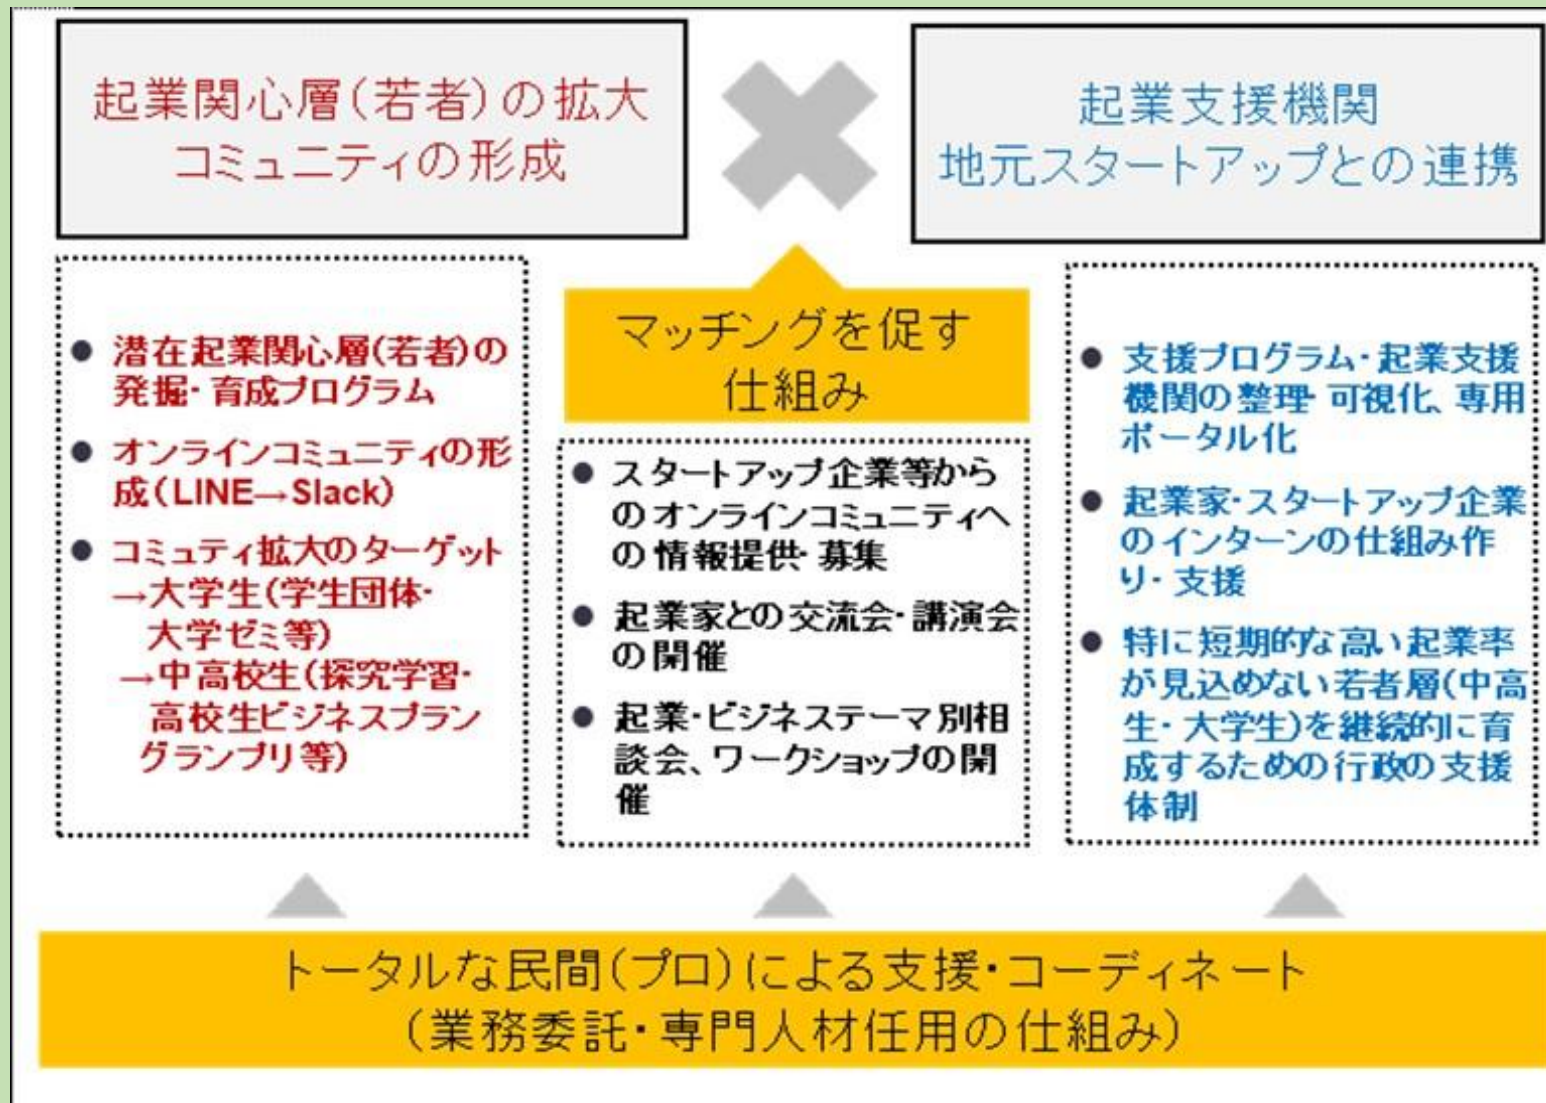 起業関心層(若者)の拡大
コミュニティの形成
起業支援機関
地元スタートアップとの連携
● 潜在起業関心層(若者)の
発掘・育成プログラム
● オンラインコミュニティの形
成(LINE→Slack)
● コミュティ拡大のターゲット
→大学生(学生団体・
大学ゼミ等)
→中高校生(探究学習・
高校生ビジネスプラン
グランプリ等)
マッチングを促す
仕組み
● スタートアップ企業等から
のオンラインコミュニティへ
の情報提供・募集
● 起業家との交流会・講演会
の開催
● 起業・ビジネステーマ別相
談会、ワークショップの開
催
● 支援プログラム・起業支援
機関の整理・可視化、専用
ポータル化
● 起業家・スタートアップ企業
のインターンの仕組み作
り・支援
● 特に短期的な高い起業率
が見込めない若者層(中高
生・大学生)を継続的に育
成するための行政の支援
体制
トータルな民間(プロ)による支援・コーディネート
(業務委託・専門人材任用の仕組み)